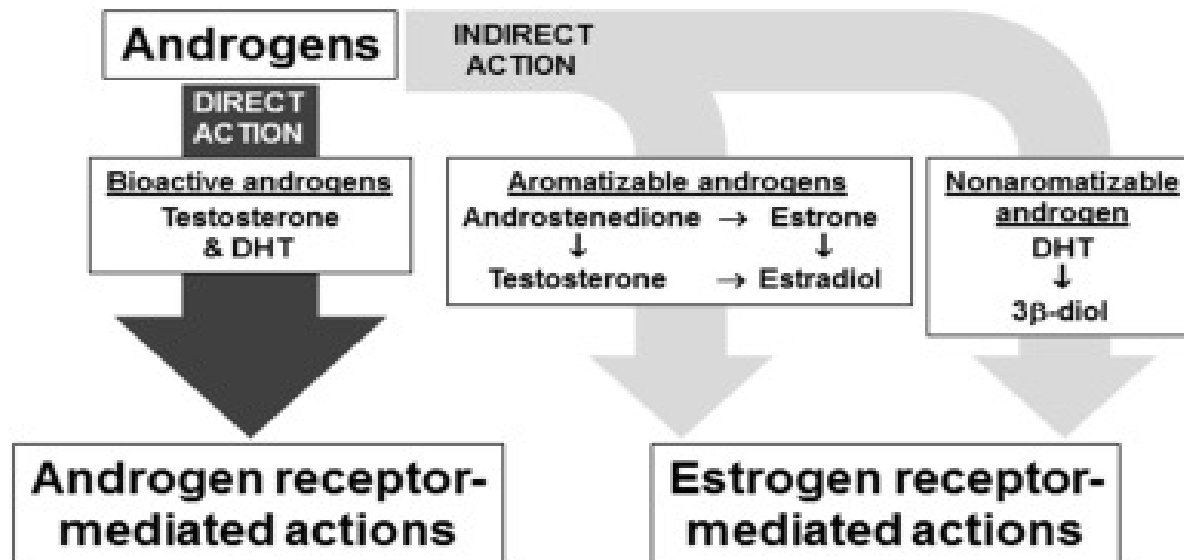 Androgens
INDIRECT
ACTION
DIRECT
ACTION
Bioactive androgens
Testosterone
& DHT
Aromatizable androgens
Androstenedione → Estrone
↓ ↓
Testosterone → Estradiol
Nonaromatizable
androgen
DHT
↓
3β-diol
Androgen receptor-
mediated actions
Estrogen receptor-
mediated actions